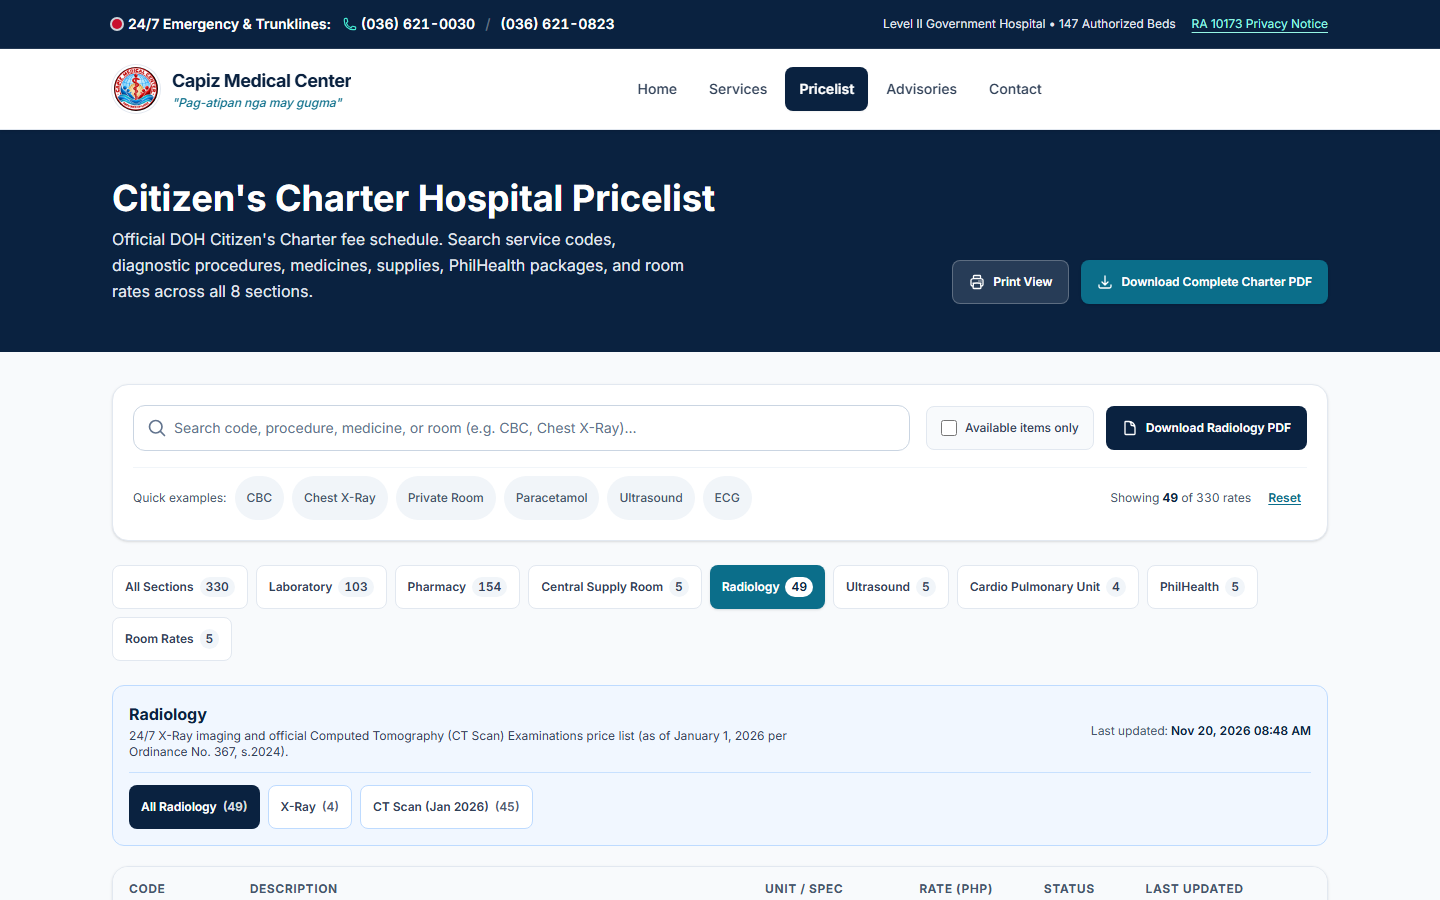 24/7 Emergency & Trunklines: (036) 621-0030 / (036) 621-0823
Level II Government Hospital • 147 Authorized Beds RA 10173 Privacy Notice
Capiz Medical Center
"Pag-atipan nga may gugma"
Home Services Pricelist Advisories Contact
Citizen's Charter Hospital Pricelist
Official DOH Citizen's Charter fee schedule. Search service codes,
diagnostic procedures, medicines, supplies, PhilHealth packages, and room
rates across all 8 sections.
Print View Download Complete Charter PDF
Search code, procedure, medicine, or room (e.g. CBC, Chest X-Ray)...
Available items only Download Radiology PDF
Quick examples: CBC Chest X-Ray Private Room Paracetamol Ultrasound ECG
Showing 49 of 330 rates Reset
All Sections 330 Laboratory 103 Pharmacy 154 Central Supply Room 5 Radiology 49 Ultrasound 5 Cardio Pulmonary Unit 4 PhilHealth 5
Room Rates 5
Radiology
24/7 X-Ray imaging and official Computed Tomography (CT Scan) Examinations price list (as of January 1, 2026 per
Ordinance No. 367, s.2024).
Last updated: Nov 20, 2026 08:48 AM
All Radiology (49) X-Ray (4) CT Scan (Jan 2026) (45)
CODE DESCRIPTION UNIT / SPEC RATE (PHP) STATUS LAST UPDATED